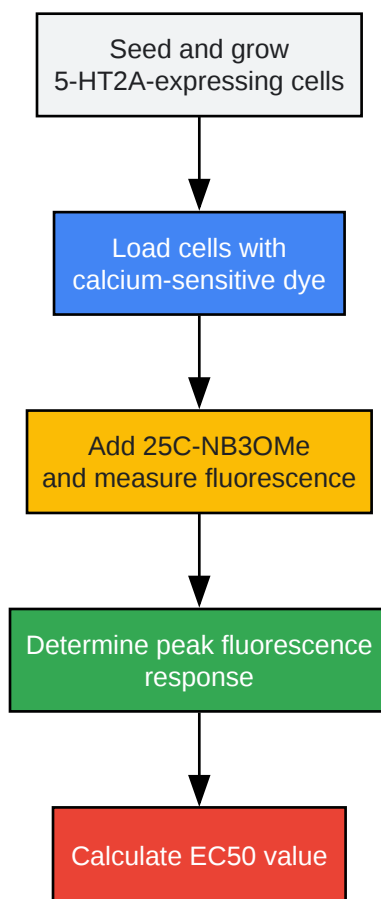 Seed and grow
5-HT2A-expressing cells
Load cells with
calcium-sensitive dye
Add 25C-NB3OMe
and measure fluorescence
Determine peak fluorescence
response
Calculate EC50 value